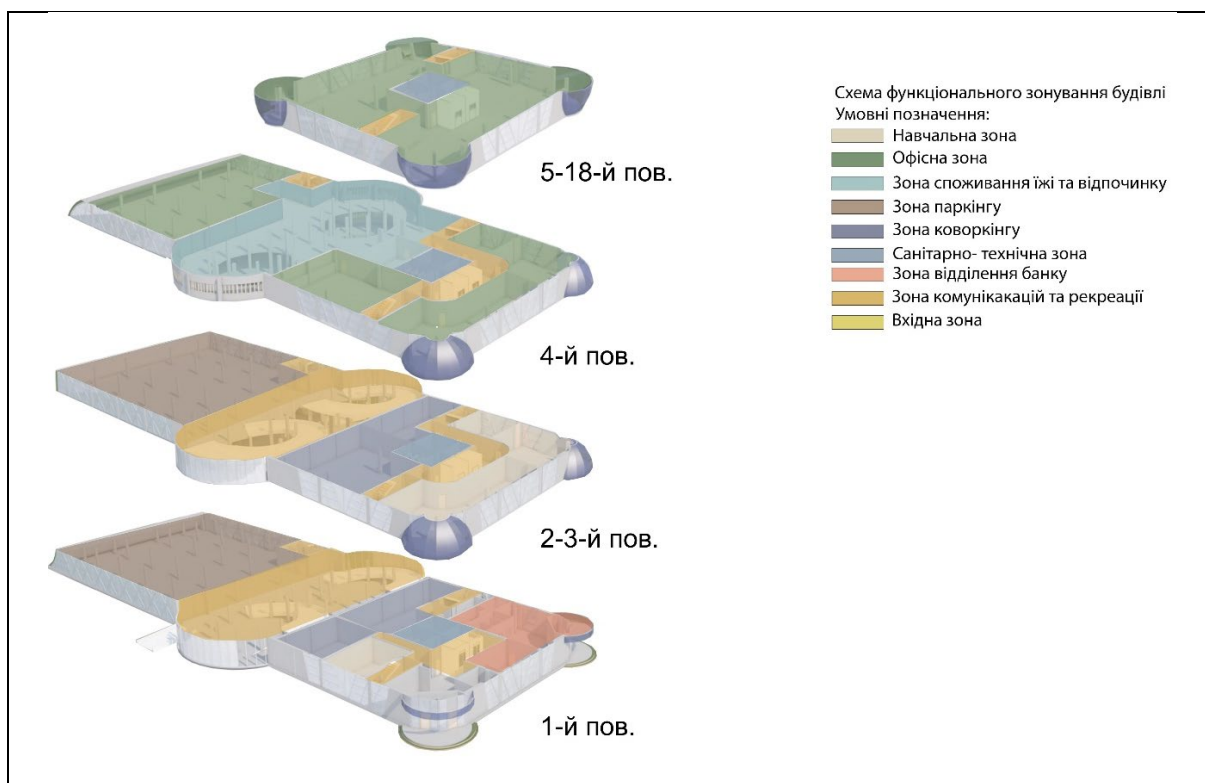 Схема функціонального зонування будівлі
Умовні позначення:
Навчальна зона
Офісна зона
Зона споживання їжі та відпочинку
Зона паркінгу
Зона коворкінгу
Санітарно- технічна зона
Зона відділення банку
Зона комунікакацій та рекреації
Вхідна зона
5-18-й пов.
4-й пов.
2-3-й пов.
1-й пов.